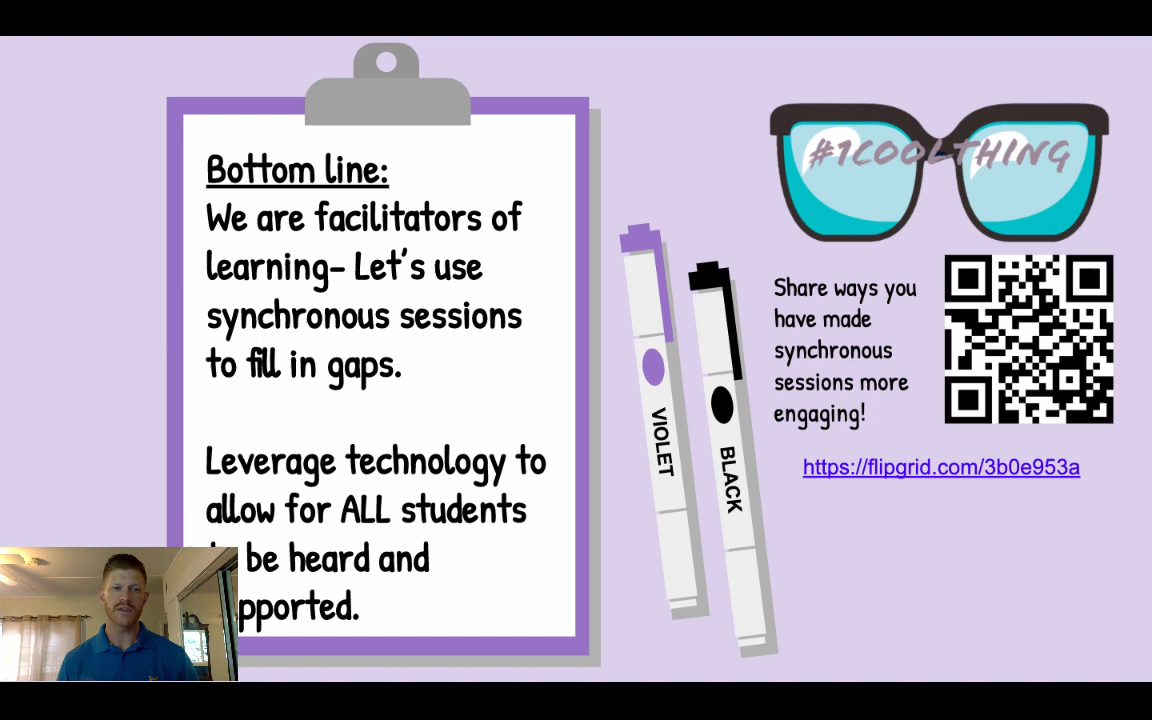 Bottom line:
We are facilitators of
learning- Let's use
synchronous sessions
to fill in gaps.
Leverage technology to
allow for ALL students
be heard and
pported.
VIOLET
BLACK
#1COOLTHING
Share ways you
have made
synchronous
sessions more
engaging!
https://flipgrid.com/3b0e953a